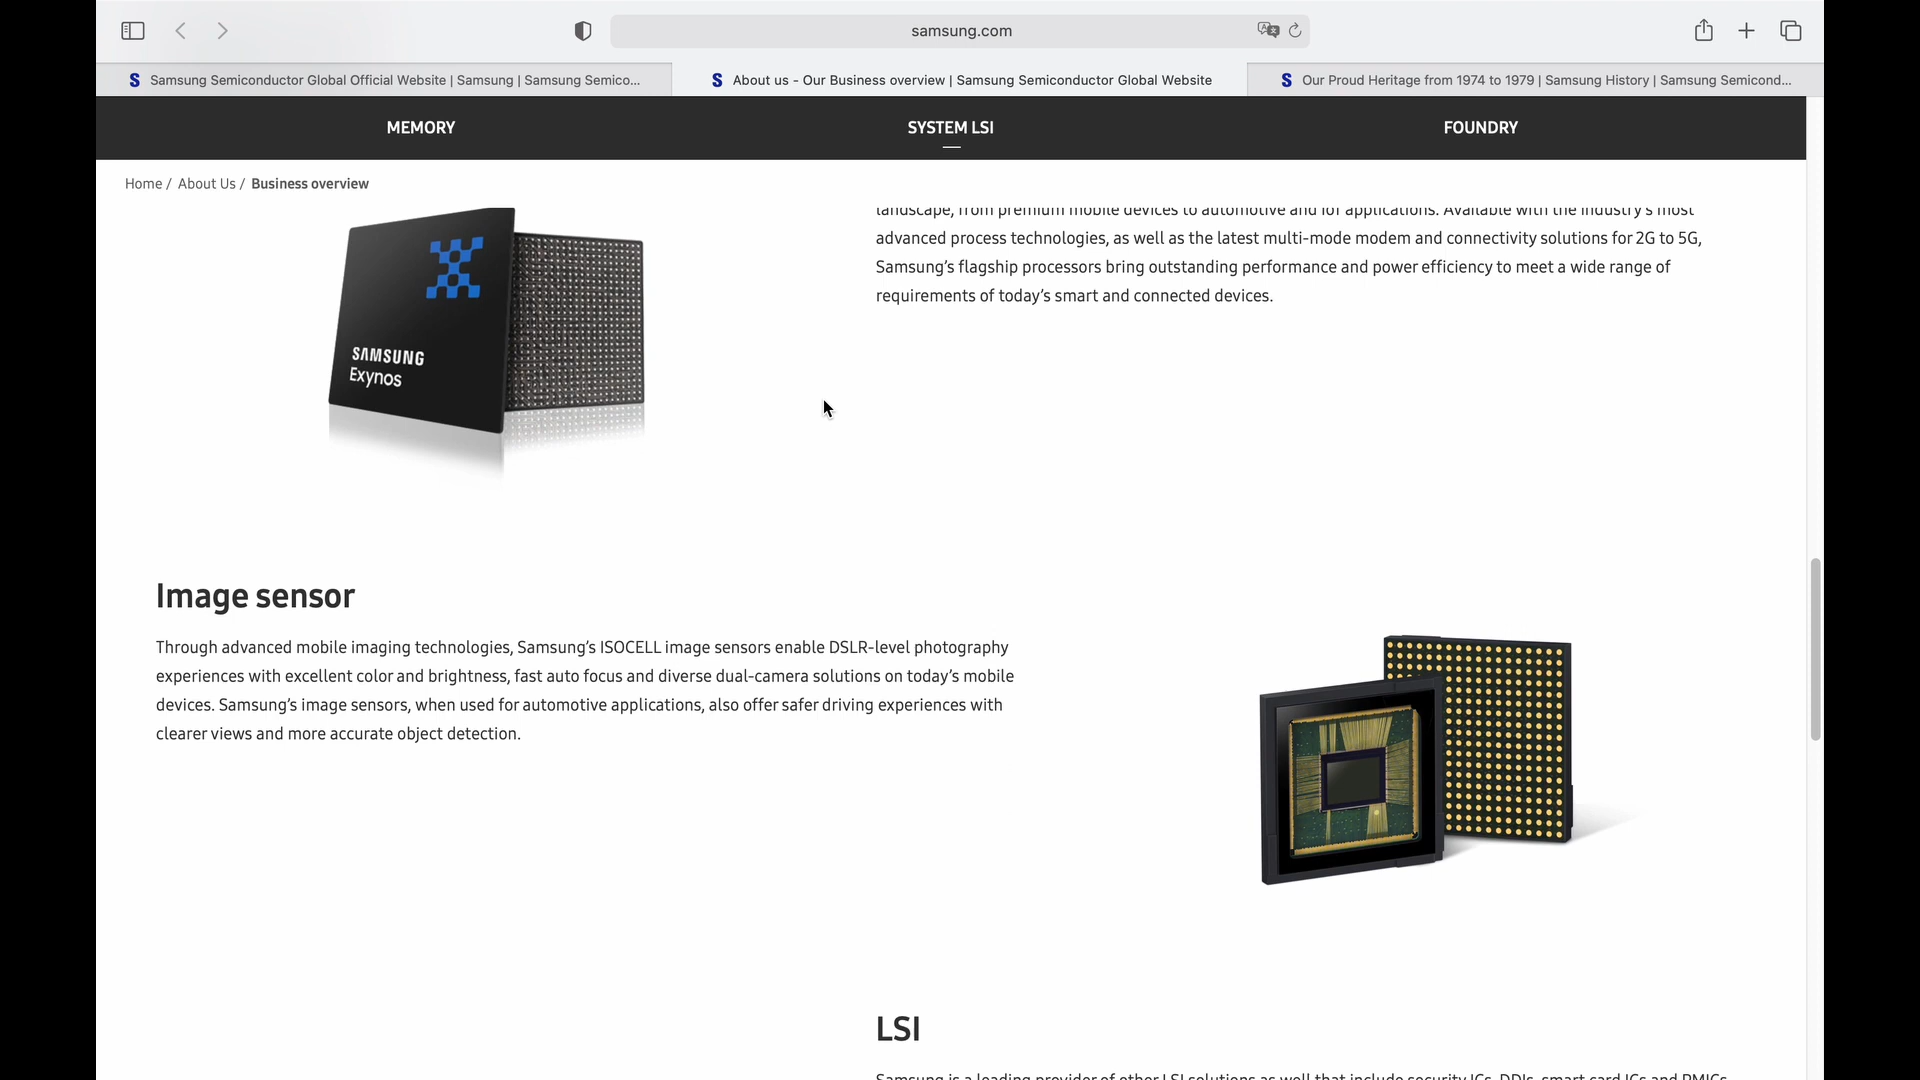 samsung.com
Samsung Semiconductor Global Official Website | Samsung | Samsung Semico...
About us - Our Business overview | Samsung Semiconductor Global Website
Our Proud Heritage from 1974 to 1979 | Samsung History | Samsung Semicond...
MEMORY
SYSTEM LSI
FOUNDRY
Home / About Us / Business overview
landscape, from premium mobile devices to automotive and IoT applications. Available with the industry's most
advanced process technologies, as well as the latest multi-mode modem and connectivity solutions for 2G to 5G,
Samsung's flagship processors bring outstanding performance and power efficiency to meet a wide range of
requirements of today's smart and connected devices.
SAMSUNG
Exynos
Image sensor
Through advanced mobile imaging technologies, Samsung's ISOCELL image sensors enable DSLR-level photography
experiences with excellent color and brightness, fast auto focus and diverse dual-camera solutions on today's mobile
devices. Samsung's image sensors, when used for automotive applications, also offer safer driving experiences with
clearer views and more accurate object detection.
LSI
Samsung is a leading provider of other LSI solutions as well that include security ICs, DDIs, smart card ICs and PMICs